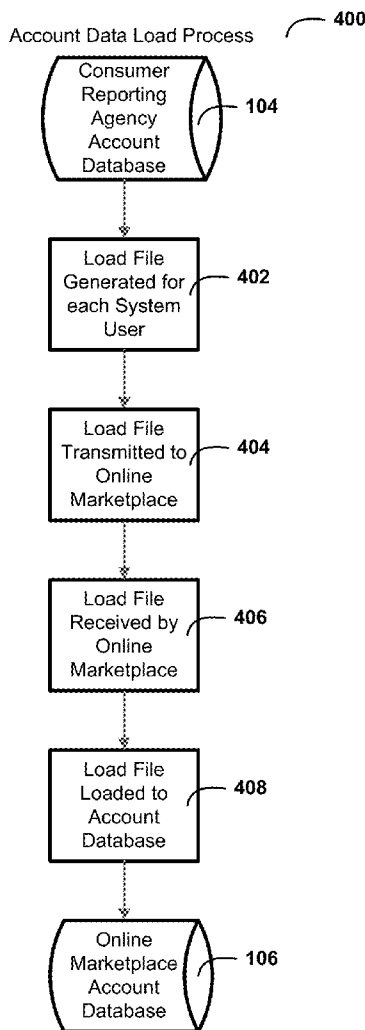 Account Data Load Process
400
Consumer
Reporting
Agency
Account
Database
104
Load File
Generated for
each System
User
402
Load File
Transmitted to
Online
Marketplace
404
Load File
Received by
Online
Marketplace
406
Load File
Loaded to
Account
Database
408
Online
Marketplace
Account
Database
106